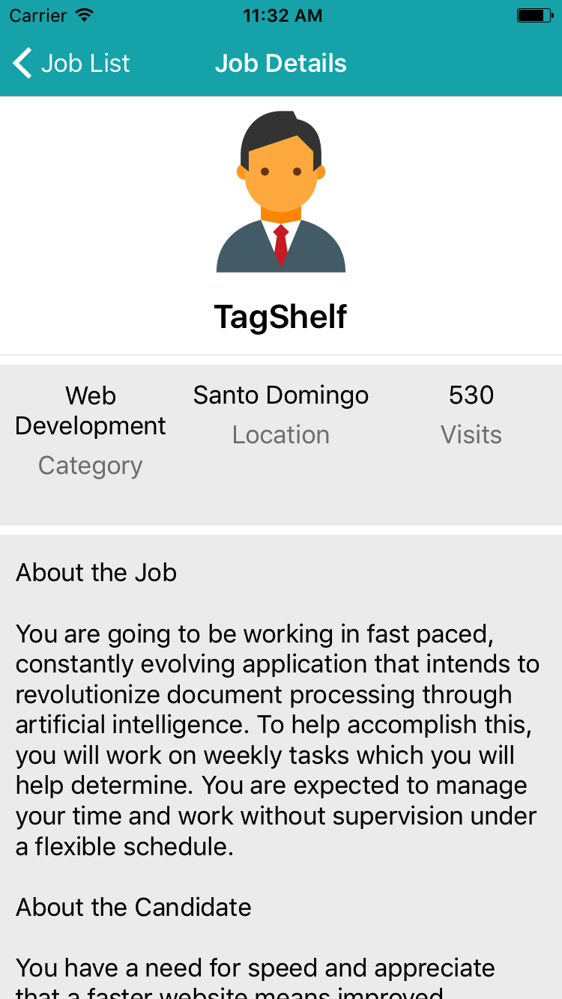 Carrier 11:32 AM
Job List Job Details
TagShelf
Web Development
Category
Santo Domingo
Location
530
Visits
About the Job
You are going to be working in fast paced,
constantly evolving application that intends to
revolutionize document processing through
artificial intelligence. To help accomplish this,
you will work on weekly tasks which you will
help determine. You are expected to manage
your time and work without supervision under
a flexible schedule.
About the Candidate
You have a need for speed and appreciate
that a faster website means improved